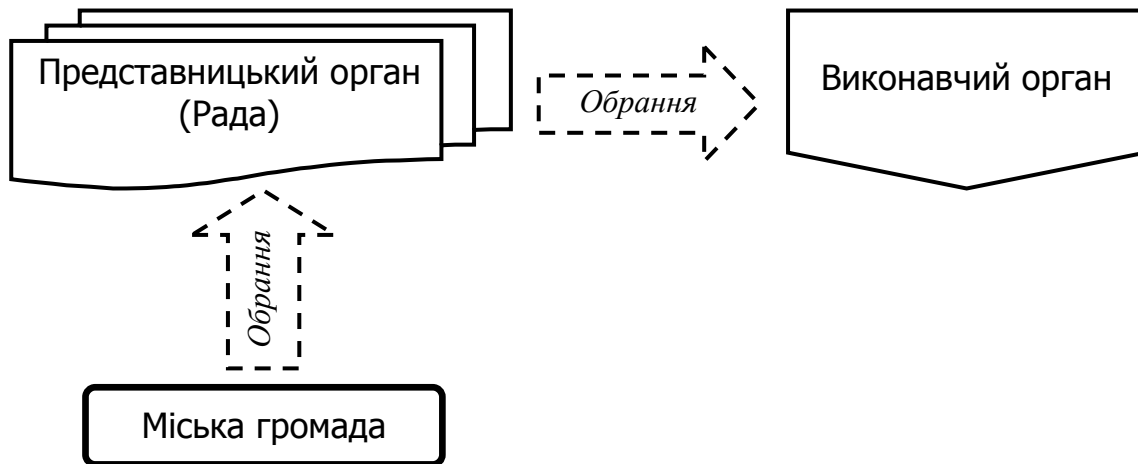 Представницький орган
(Рада)
Обрання
Виконавчий орган
Обрання
Міська громада